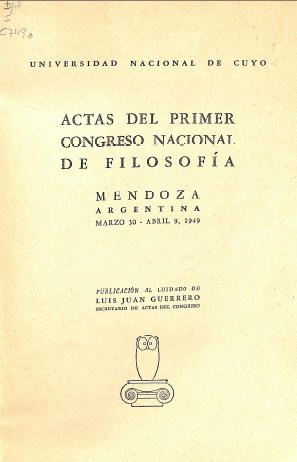 UNIVERSIDAD NACIONAL DE CUYO
ACTAS DEL PRIMER
CONGRESO NACIONAL
DE FILOSOFÍA
MENDOZA
ARGENTINA
MARZO 30 - ABRIL 9, 1949
PUBLICACIÓN AL CUIDADO DE
LUIS JUAN GUERRERO
SECRETARIO DE ACTAS DEL CONGRESO